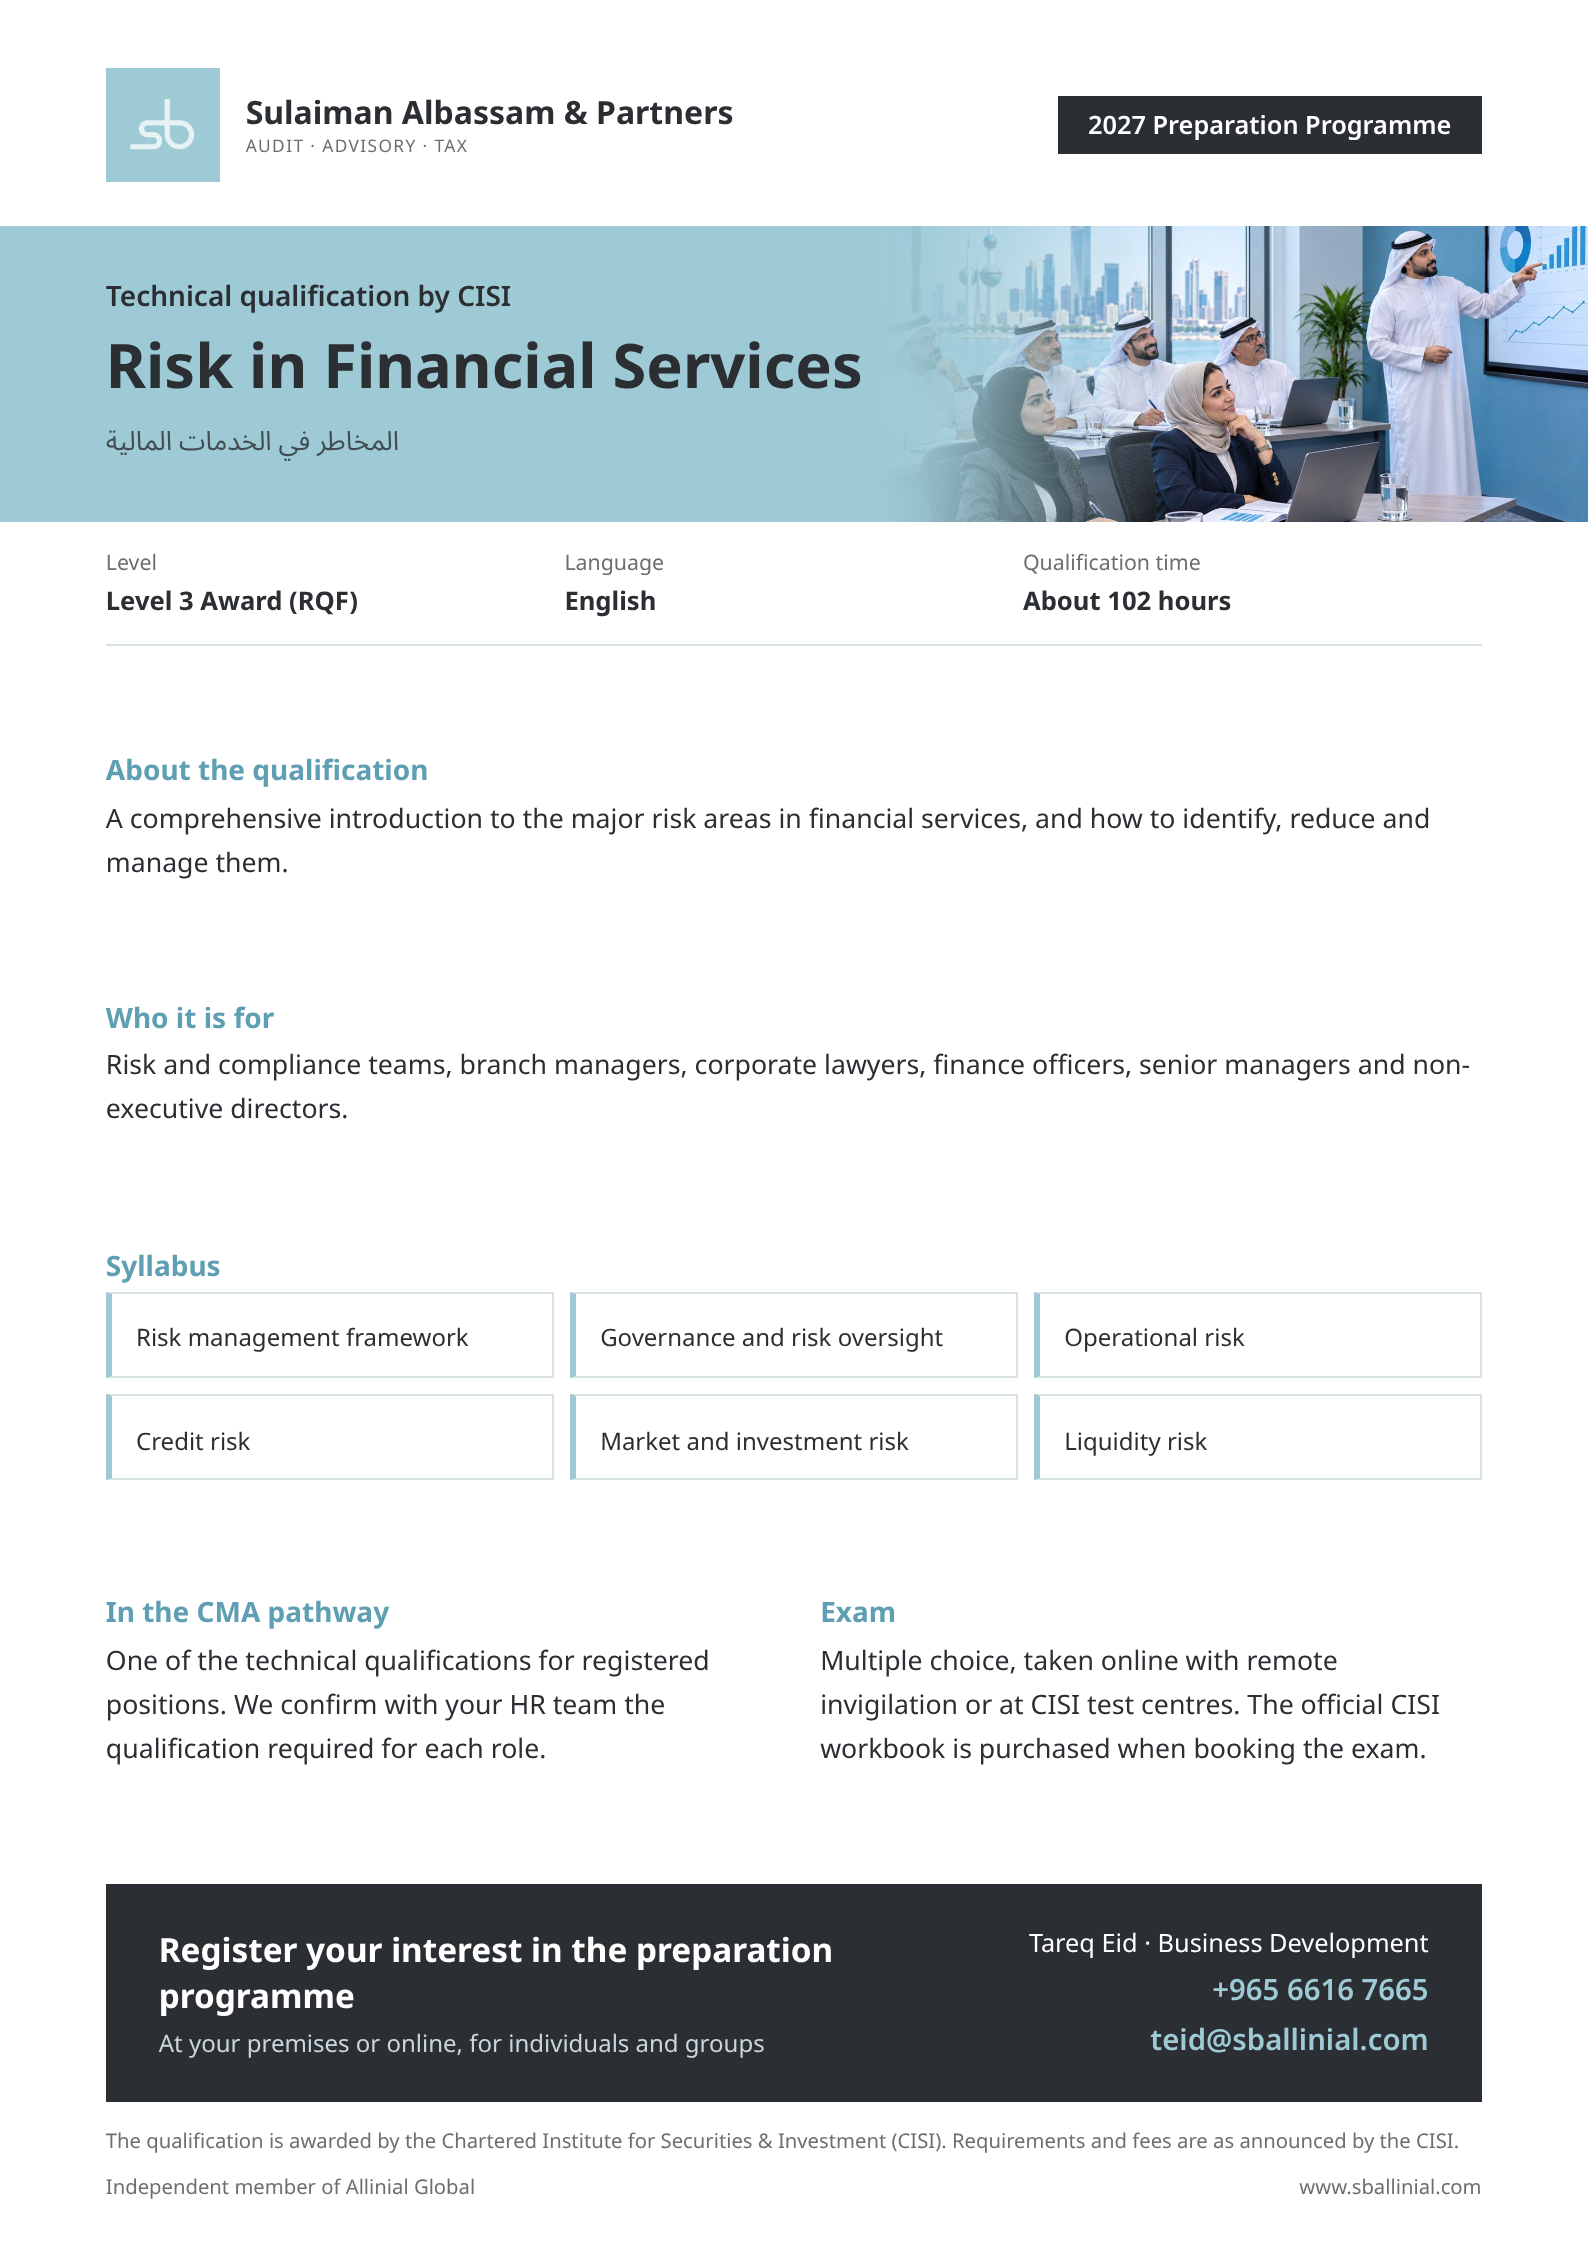 sb
Sulaiman Albassam & Partners
AUDIT · ADVISORY · TAX
2027 Preparation Programme
Technical qualification by CISI
Risk in Financial Services
المخاطر في الخدمات المالية
Level
Level 3 Award (RQF)
Language
English
Qualification time
About 102 hours
About the qualification
A comprehensive introduction to the major risk areas in financial services, and how to identify, reduce and
manage them.
Who it is for
Risk and compliance teams, branch managers, corporate lawyers, finance officers, senior managers and non-
executive directors.
Syllabus
Risk management framework
Governance and risk oversight
Operational risk
Credit risk
Market and investment risk
Liquidity risk
In the CMA pathway
One of the technical qualifications for registered
positions. We confirm with your HR team the
qualification required for each role.
Exam
Multiple choice, taken online with remote
invigilation or at CISI test centres. The official CISI
workbook is purchased when booking the exam.
Register your interest in the preparation
programme
At your premises or online, for individuals and groups
Tareq Eid · Business Development
+965 6616 7665
teid@sballinial.com
The qualification is awarded by the Chartered Institute for Securities & Investment (CISI). Requirements and fees are as announced by the CISI.
Independent member of Allinial Global
www.sballinial.com